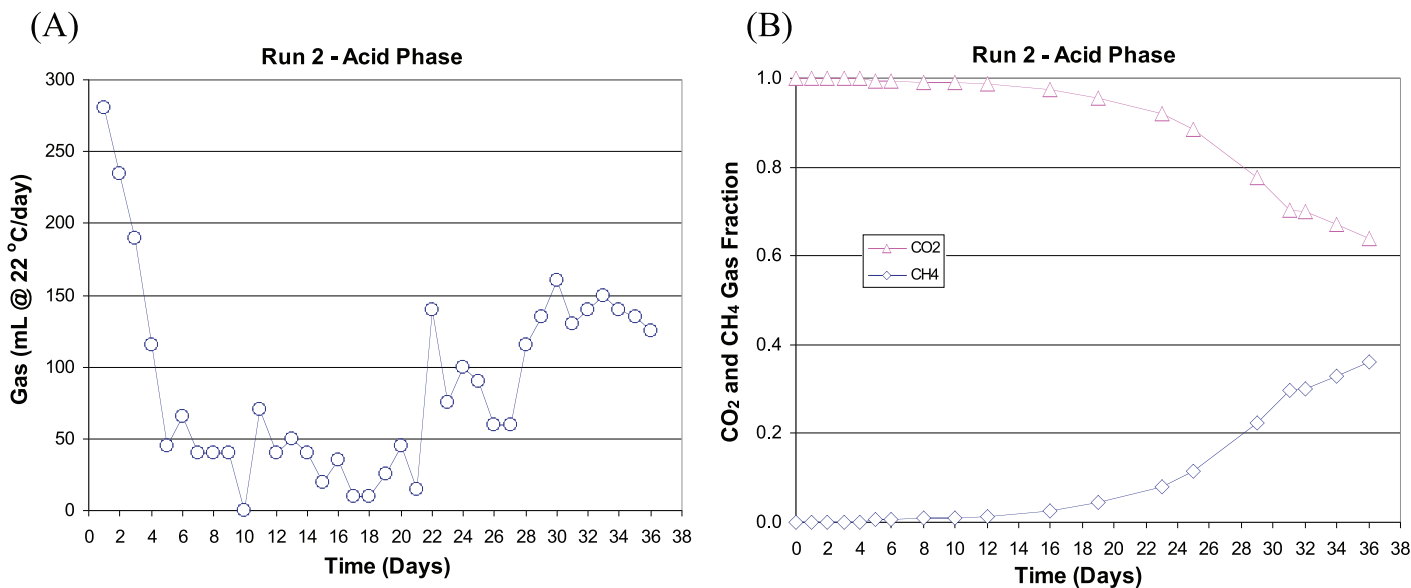 (A)
Run 2 - Acid Phase
300
250
200
150
100
50
0
Gas (mL @ 22 °C/day)
0 2 4 6 8 10 12 14 16 18 20 22 24 26 28 30 32 34 36 38
Time (Days)
(B)
Run 2 - Acid Phase
1.0
0.8
0.6
0.4
0.2
0.0
CO₂ and CH₄ Gas Fraction
CO2
CH4
0 2 4 6 8 10 12 14 16 18 20 22 24 26 28 30 32 34 36 38
Time (Days)